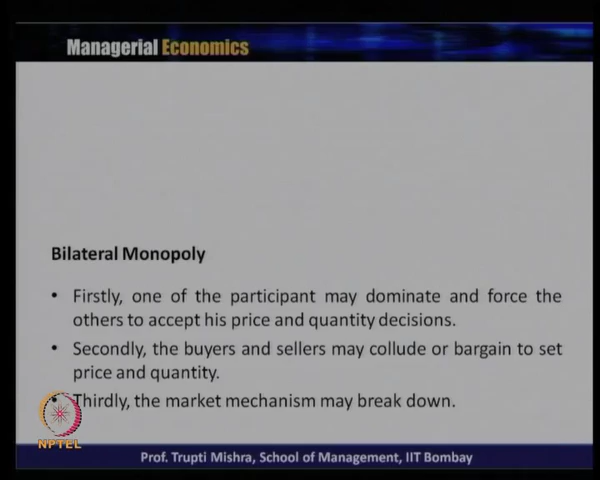 Managerial Economics
Bilateral Monopoly
• Firstly, one of the participant may dominate and force the
others to accept his price and quantity decisions.
• Secondly, the buyers and sellers may collude or bargain to set
price and quantity.
• Thirdly, the market mechanism may break down.
NPTEL
Prof. Trupti Mishra, School of Management, IIT Bombay